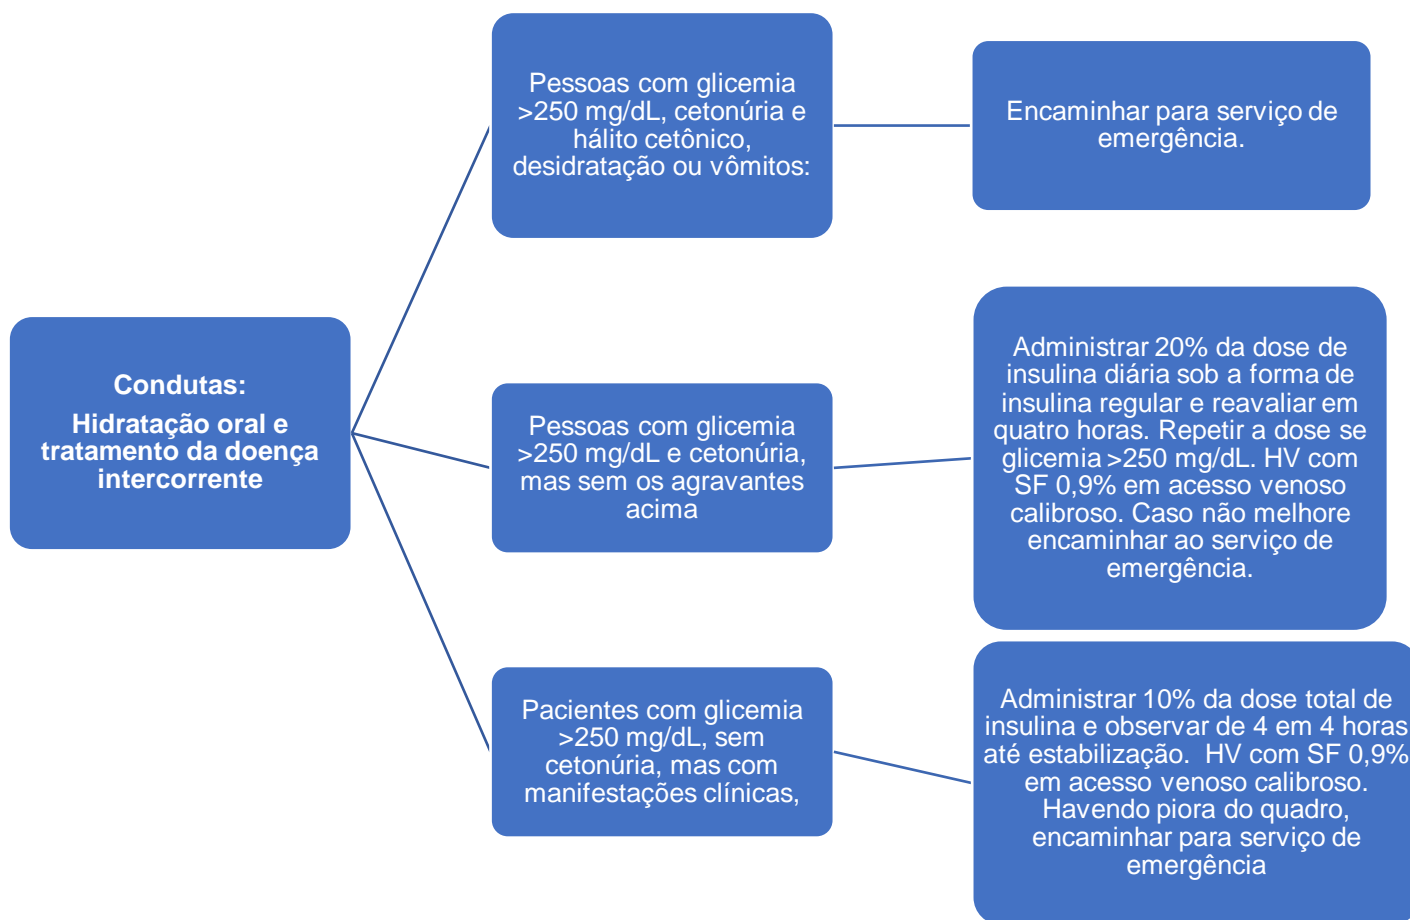 Condutas:
Hidratação oral e
tratamento da doença
intercorrente
Pessoas com glicemia
>250 mg/dL, cetonúria e
hálito cetônico,
desidratação ou vômitos:
Encaminhar para serviço de
emergência.
Pessoas com glicemia
>250 mg/dL e cetonúria,
mas sem os agravantes
acima
Administrar 20% da dose de
insulina diária sob a forma de
insulina regular e reavaliar em
quatro horas. Repetir a dose se
glicemia >250 mg/dL. HV com
SF 0,9% em acesso venoso
calibroso. Caso não melhore
encaminhar ao serviço de
emergência.
Pacientes com glicemia
>250 mg/dL, sem
cetonúria, mas com
manifestações clínicas,
Administrar 10% da dose total de
insulina e observar de 4 em 4 horas
até estabilização. HV com SF 0,9%
em acesso venoso calibroso.
Havendo piora do quadro,
encaminhar para serviço de
emergência